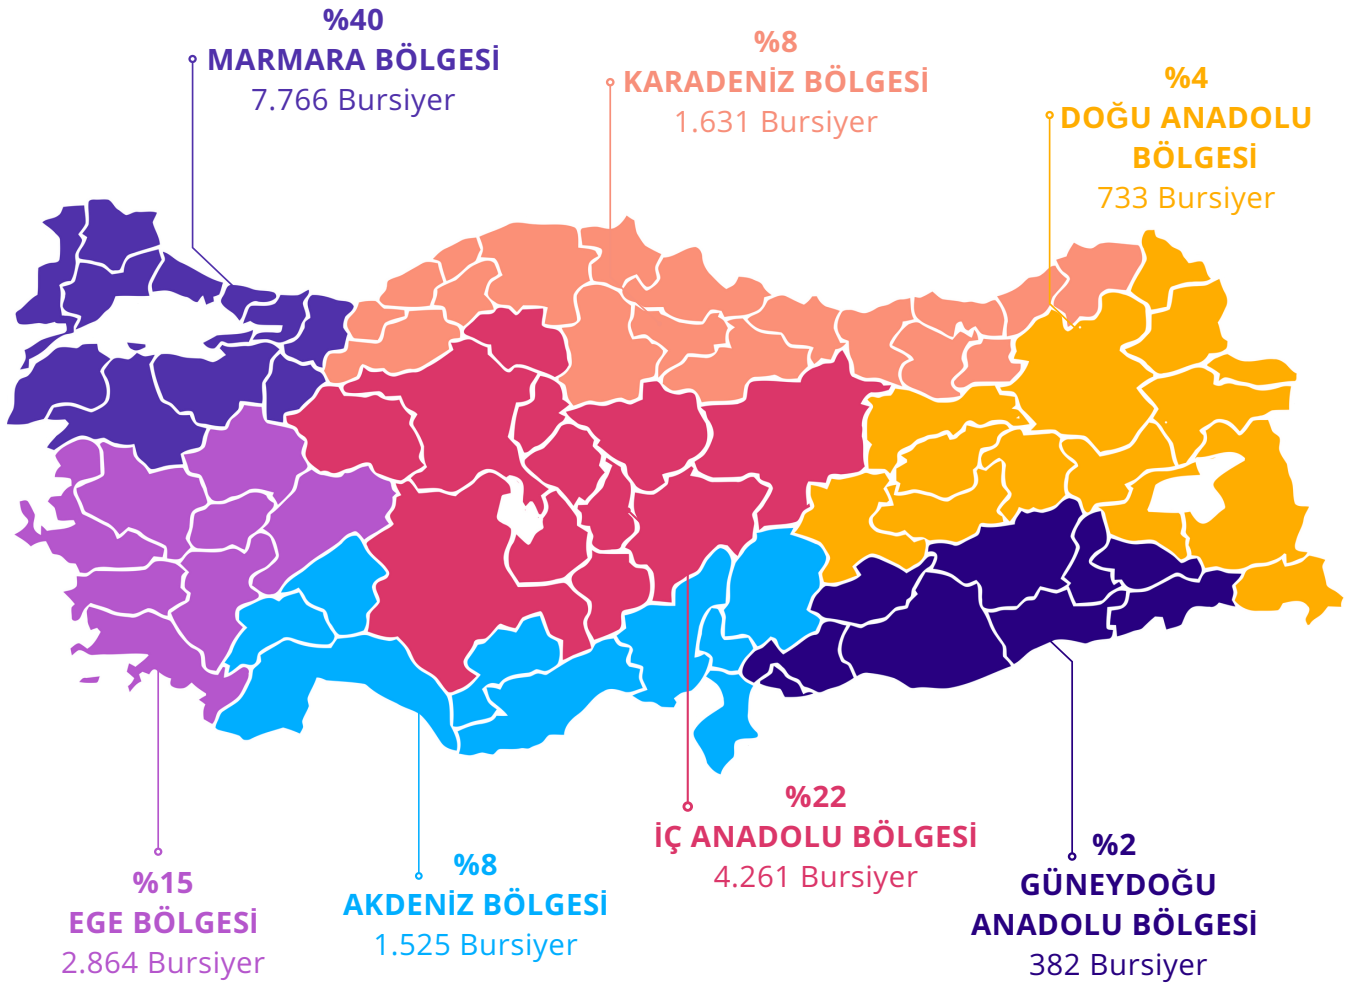 %40
MARMARA BÖLGESİ
7.766 Bursiyer
%8
KARADENİZ BÖLGESİ
1.631 Bursiyer
%4
DOĞU ANADOLU
BÖLGESİ
733 Bursiyer
%15
EGE BÖLGESİ
2.864 Bursiyer
%8
AKDENİZ BÖLGESİ
1.525 Bursiyer
%22
İÇ ANADOLU BÖLGESİ
4.261 Bursiyer
%2
GÜNEYDOĞU
ANADOLU BÖLGESİ
382 Bursiyer